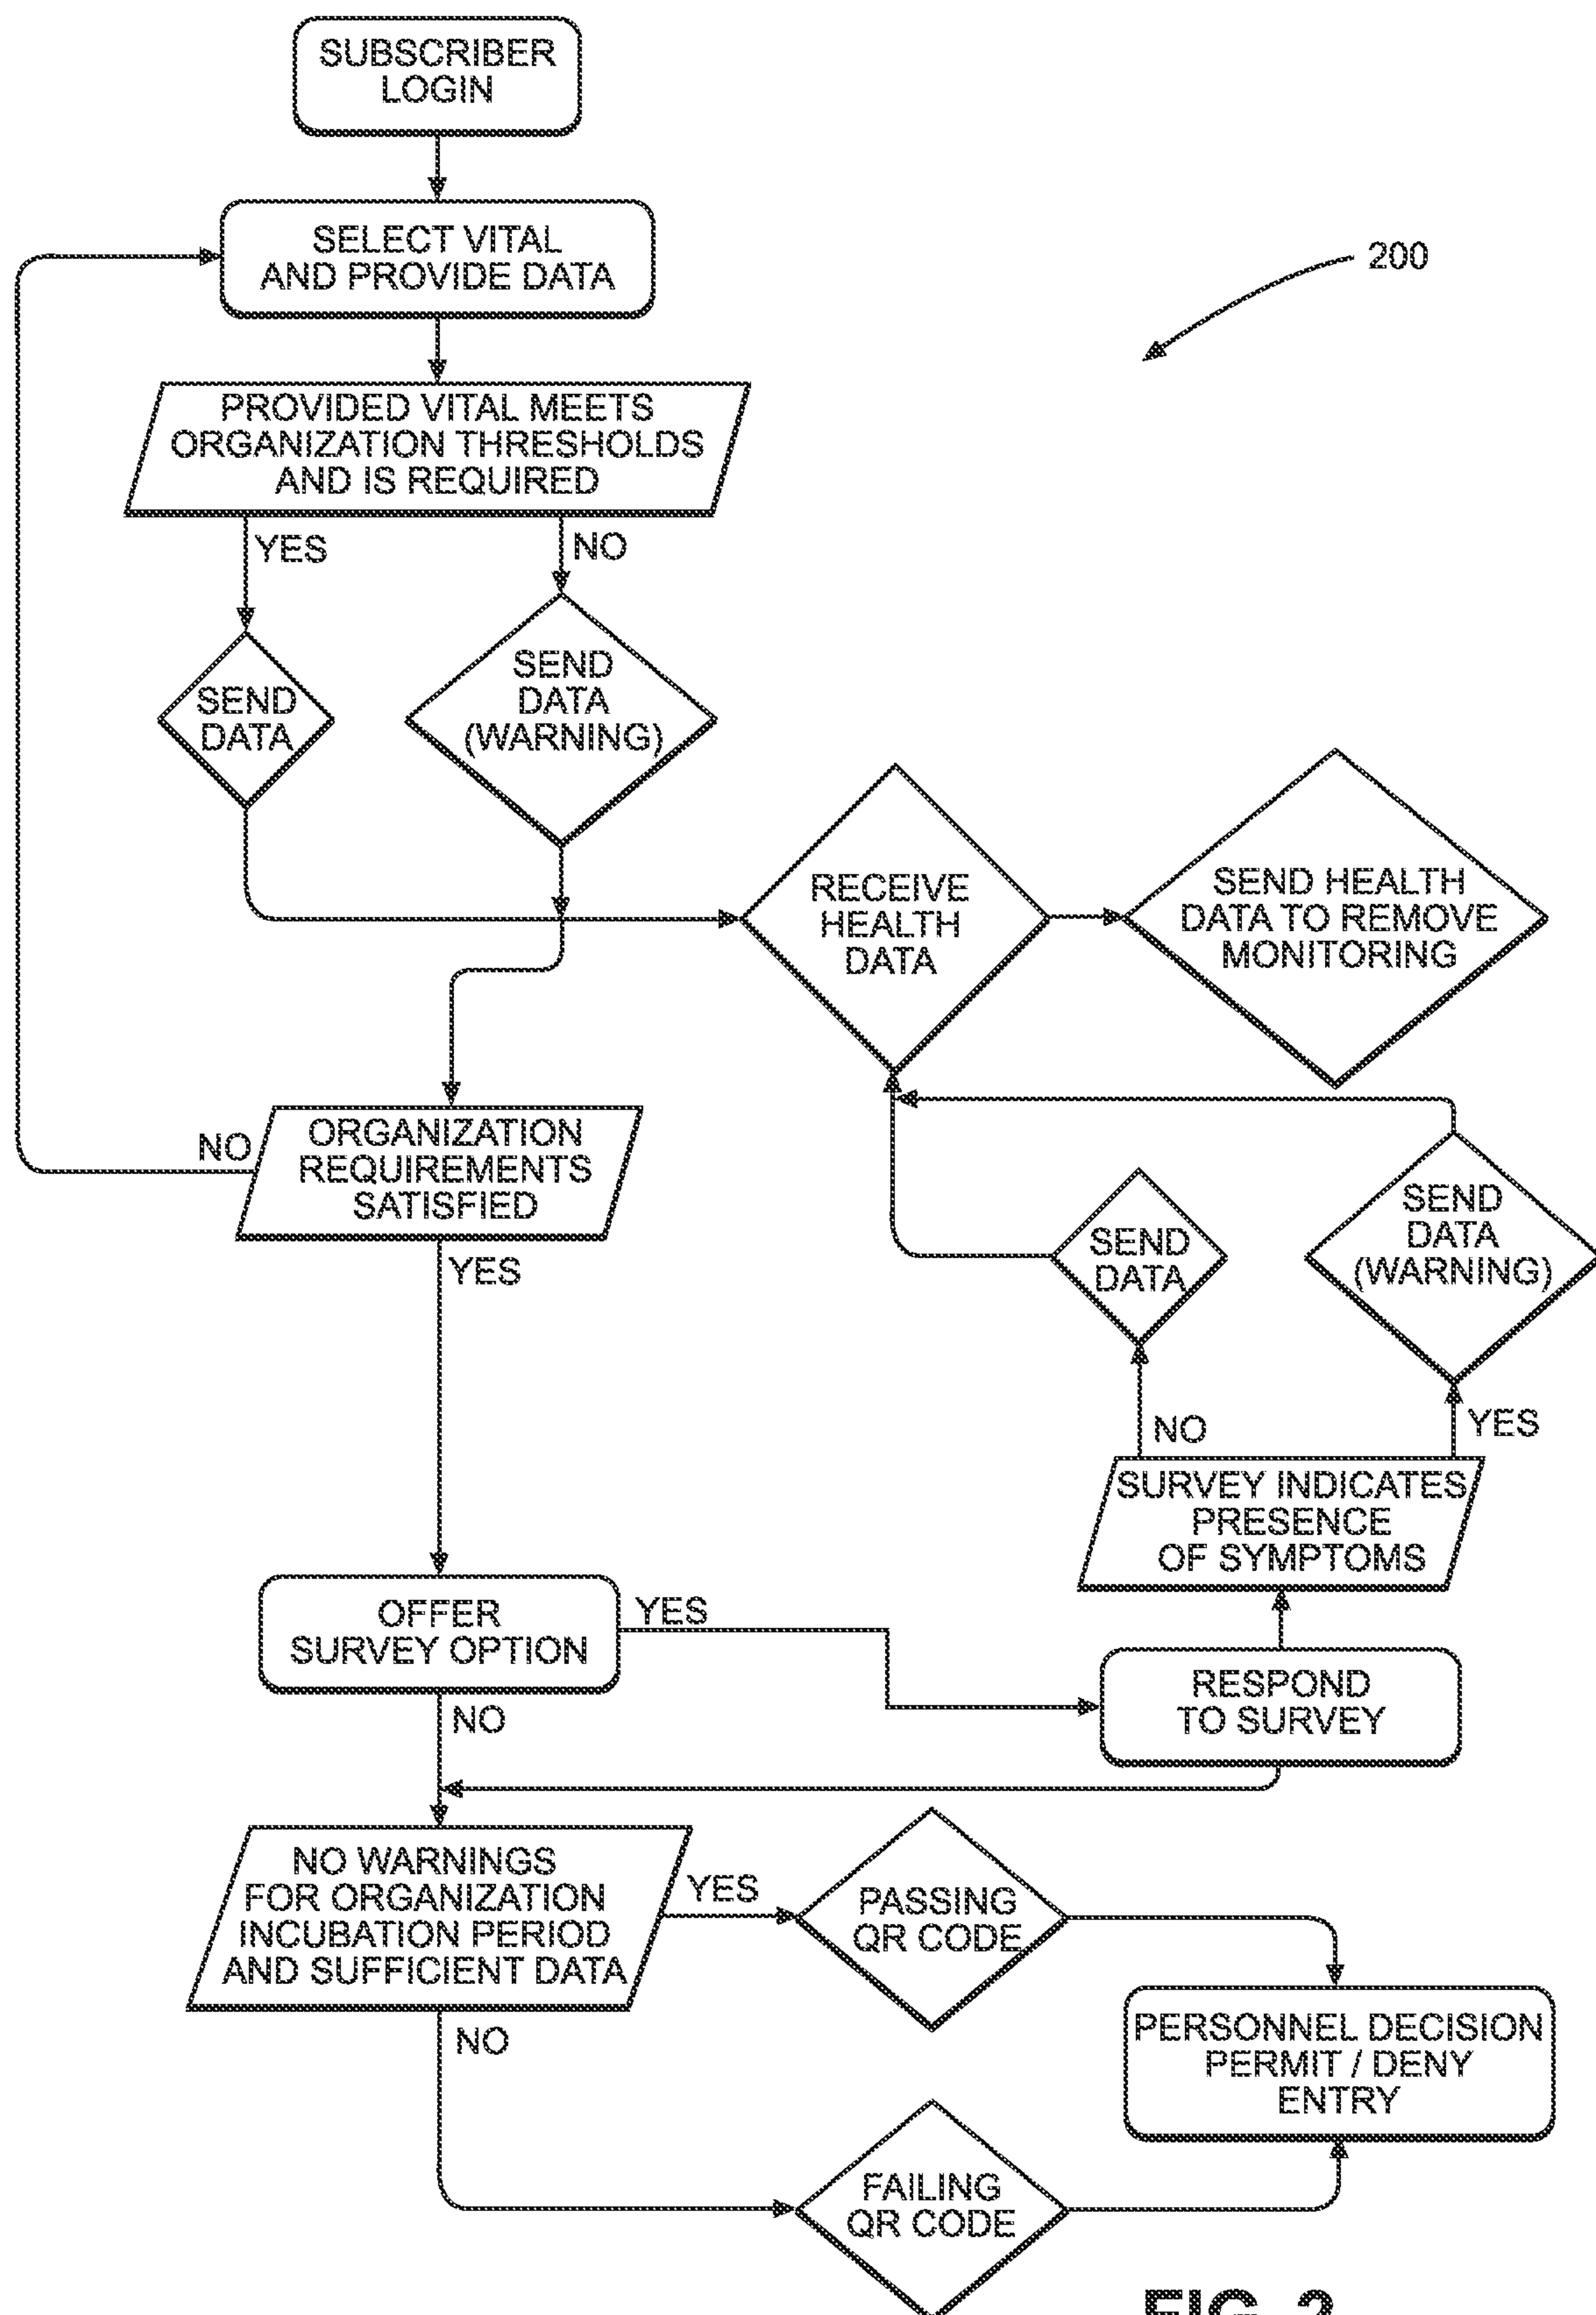 SUBSCRIBER
LOGIN
SELECT VITAL
AND PROVIDE DATA
200
PROVIDED VITAL MEETS
ORGANIZATION THRESHOLDS
AND IS REQUIRED
YES
NO
SEND
DATA
SEND
DATA
(WARNING)
RECEIVE
HEALTH
DATA
SEND HEALTH
DATA TO REMOVE
MONITORING
NO
ORGANIZATION
REQUIREMENTS
SATISFIED
YES
SEND
DATA
SEND
DATA
(WARNING)
NO
YES
SURVEY INDICATES
PRESENCE
OF SYMPTOMS
OFFER
SURVEY OPTION
YES
NO
RESPOND
TO SURVEY
NO WARNINGS
FOR ORGANIZATION
INCUBATION PERIOD
AND SUFFICIENT DATA
YES
NO
PASSING
QR CODE
PERSONNEL DECISION
PERMIT / DENY
ENTRY
FAILING
QR CODE
FIG. 2